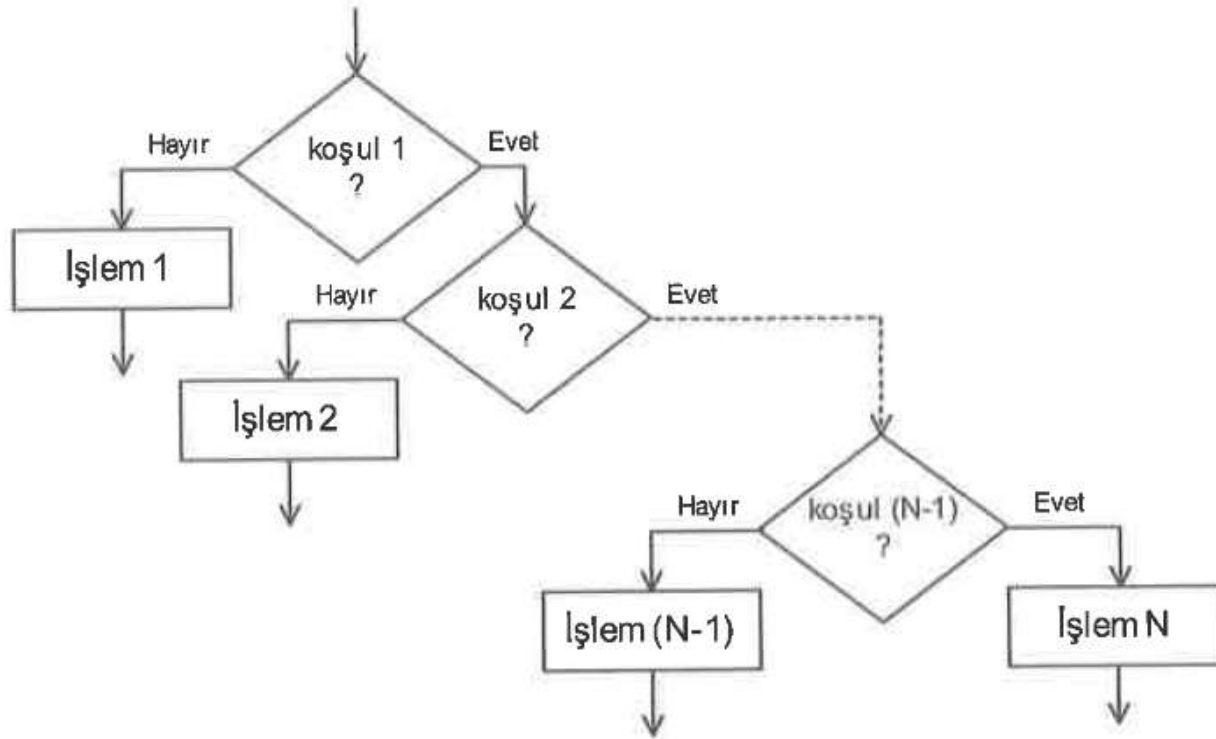 Hayır
koşul 1
?
Evet
İşlem 1
Hayır
koşul 2
?
Evet
İşlem 2
Hayır
koşul (N-1)
?
Evet
İşlem (N-1)
İşlem N